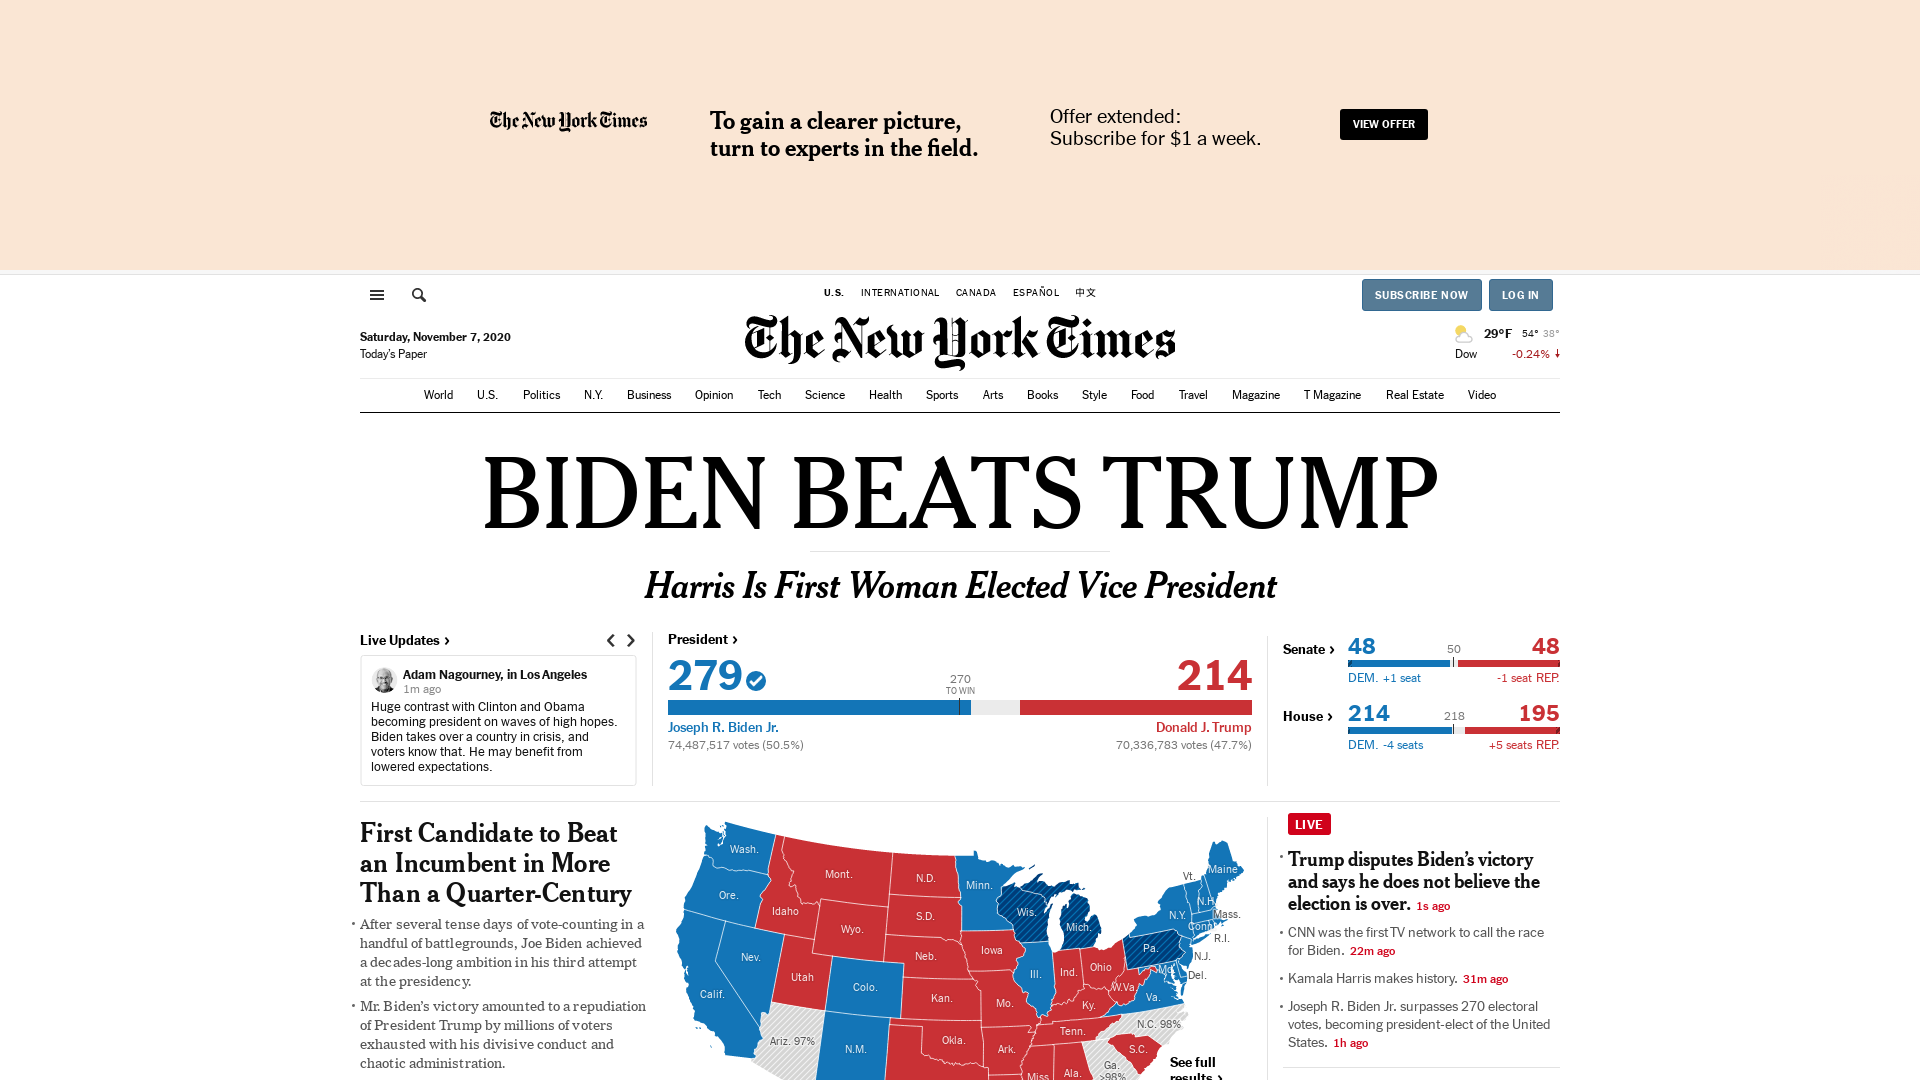 The New York Times
To gain a clearer picture,
turn to experts in the field.
Offer extended:
Subscribe for $1 a week.
VIEW OFFER
U.S. INTERNATIONAL CANADA ESPAÑOL 中文
SUBSCRIBE NOW LOG IN
Saturday, November 7, 2020
Today's Paper
The New York Times
29°F 54° 38°
Dow -0.24% ↓
World U.S. Politics N.Y. Business Opinion Tech Science Health Sports Arts Books Style Food Travel Magazine T Magazine Real Estate Video
BIDEN BEATS TRUMP
Harris Is First Woman Elected Vice President
Live Updates ›
Adam Nagourney, in Los Angeles
1m ago
Huge contrast with Clinton and Obama
becoming president on waves of high hopes.
Biden takes over a country in crisis, and
voters know that. He may benefit from
lowered expectations.
President ›
279 214
270
TO WIN
Joseph R. Biden Jr. Donald J. Trump
74,487,517 votes (50.5%) 70,336,783 votes (47.7%)
Senate › 48 50 48
DEM. +1 seat -1 seat REP.
House › 214 218 195
DEM. -4 seats +5 seats REP.
First Candidate to Beat
an Incumbent in More
Than a Quarter-Century
• After several tense days of vote-counting in a
handful of battlegrounds, Joe Biden achieved
a decades-long ambition in his third attempt
at the presidency.
• Mr. Biden's victory amounted to a repudiation
of President Trump by millions of voters
exhausted with his divisive conduct and
chaotic administration.
Wash.
Mont.
N.D.
Minn.
Vt.
Maine
Ore.
Idaho
S.D.
Wis.
Mich.
N.H.
N.Y.
Mass.
Conn.
R.I.
Wyo.
Iowa
Neb.
Pa.
N.J.
Nev.
Utah
Colo.
Ill.
Ind.
Ohio
W.Va.
Md.
Del.
Calif.
Kan.
Mo.
Ky.
Va.
Ariz. 97%
N.M.
Okla.
Ark.
Tenn.
N.C. 98%
S.C.
Miss.
Ala.
Ga.
>98%
See full
results ›
LIVE
• Trump disputes Biden's victory
and says he does not believe the
election is over. 1s ago
• CNN was the first TV network to call the race
for Biden. 22m ago
• Kamala Harris makes history. 31m ago
• Joseph R. Biden Jr. surpasses 270 electoral
votes, becoming president-elect of the United
States. 1h ago